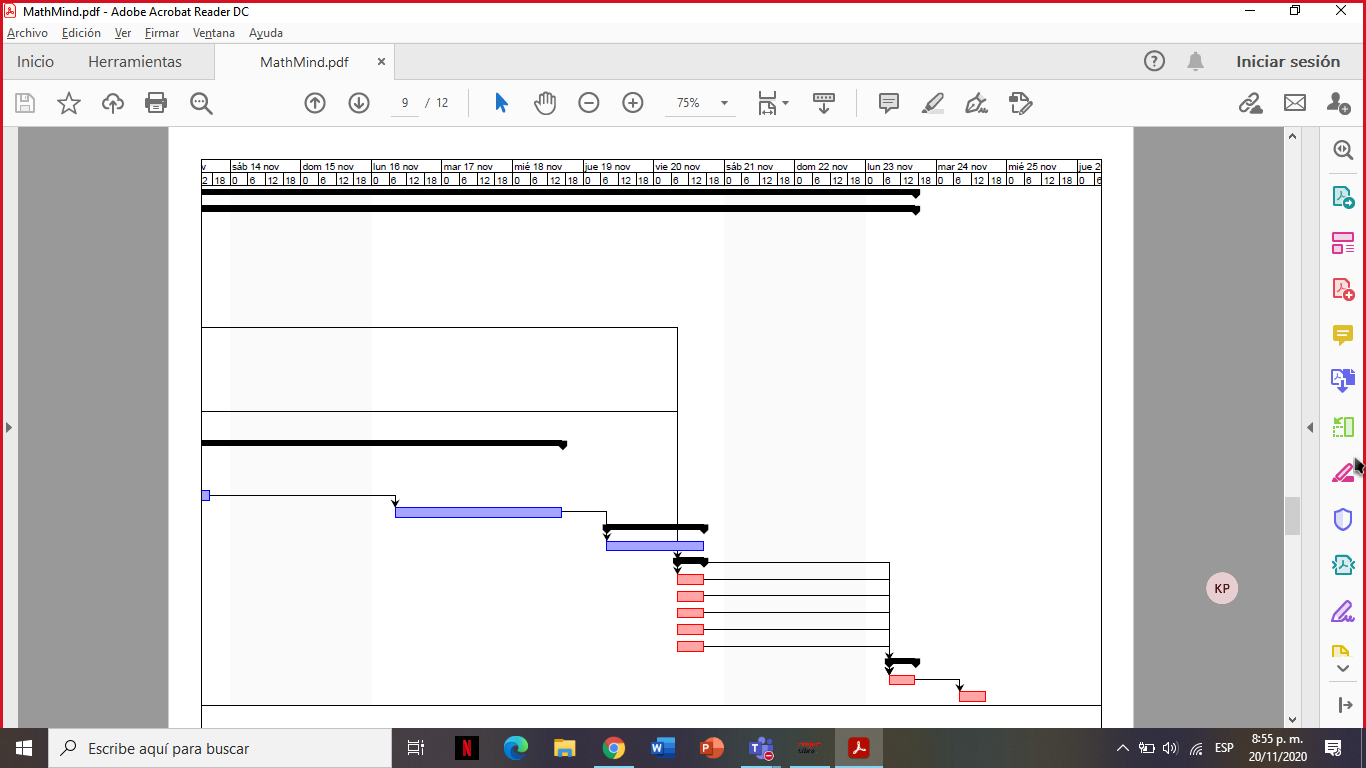 MathMind.pdf - Adobe Acrobat Reader DC
Archivo Edición Ver Firmar Ventana Ayuda
Inicio Herramientas MathMind.pdf × Iniciar sesión
9 / 12 75%
v sáb 14 nov dom 15 nov lun 16 nov mar 17 nov mié 18 nov jue 19 nov vie 20 nov sáb 21 nov dom 22 nov lun 23 nov mar 24 nov mié 25 nov jue 2
2 18 0 6 12 18 0 6 12 18 0 6 12 18 0 6 12 18 0 6 12 18 0 6 12 18 0 6 12 18 0 6 12 18 0 6 12 18 0 6 12 18 0 6 12 18 0 6 12 18 0 6
KP
Escribe aquí para buscar
N
ESP
8:55 p. m.
20/11/2020